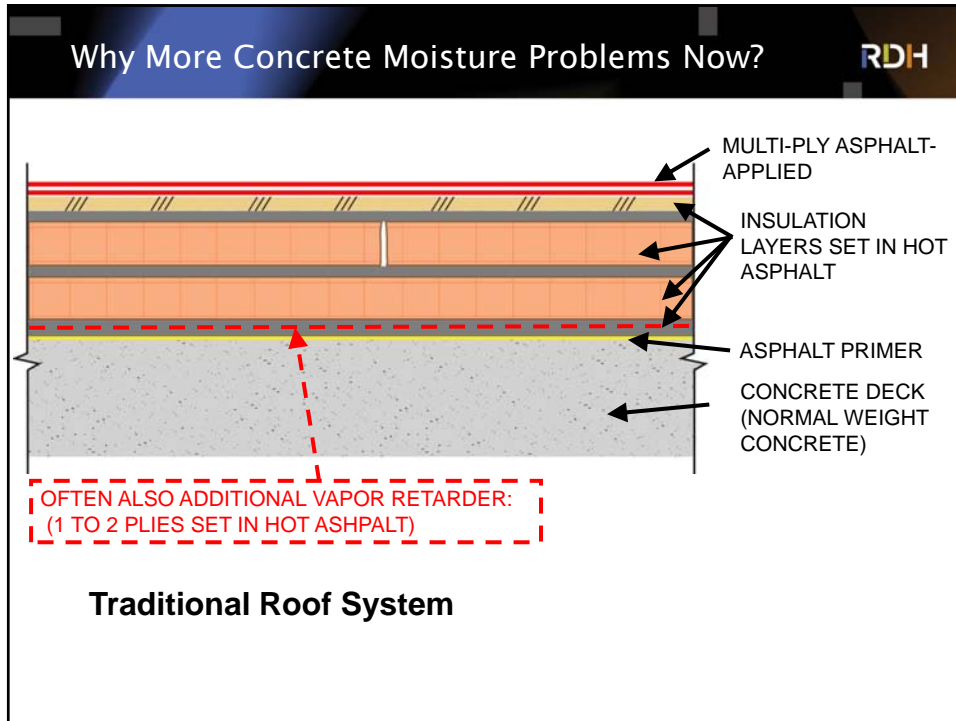 Why More Concrete Moisture Problems Now?
RDH
MULTI-PLY ASPHALT-
APPLIED
INSULATION
LAYERS SET IN HOT
ASPHALT
ASPHALT PRIMER
CONCRETE DECK
(NORMAL WEIGHT
CONCRETE)
OFTEN ALSO ADDITIONAL VAPOR RETARDER:
(1 TO 2 PLIES SET IN HOT ASHPALT)
Traditional Roof System